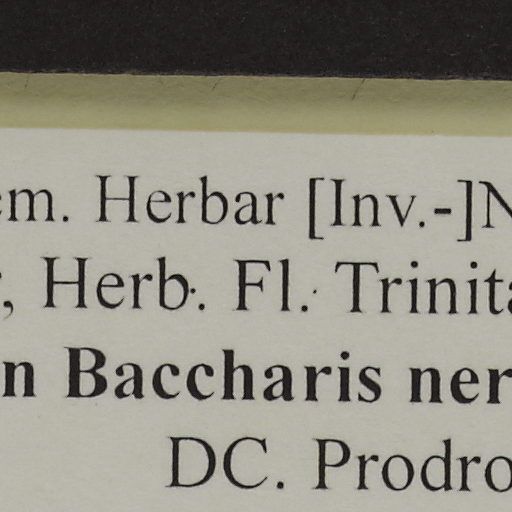 em. Herbar [Inv.-]N
, Herb. Fl. Trinita
n Baccharis ner
DC. Prodro